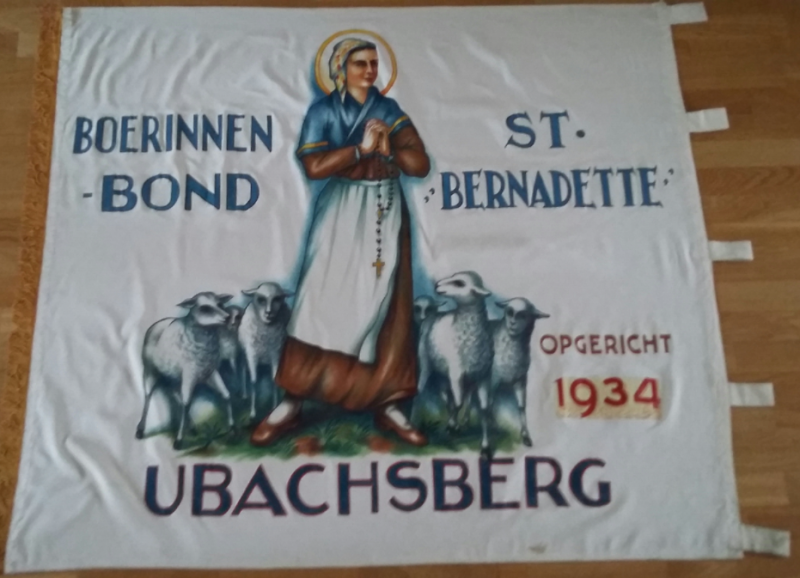 BOERINNEN
-BOND
ST.
"BERNADETTE"
OPGERICHT
1934
UBACHSBERG